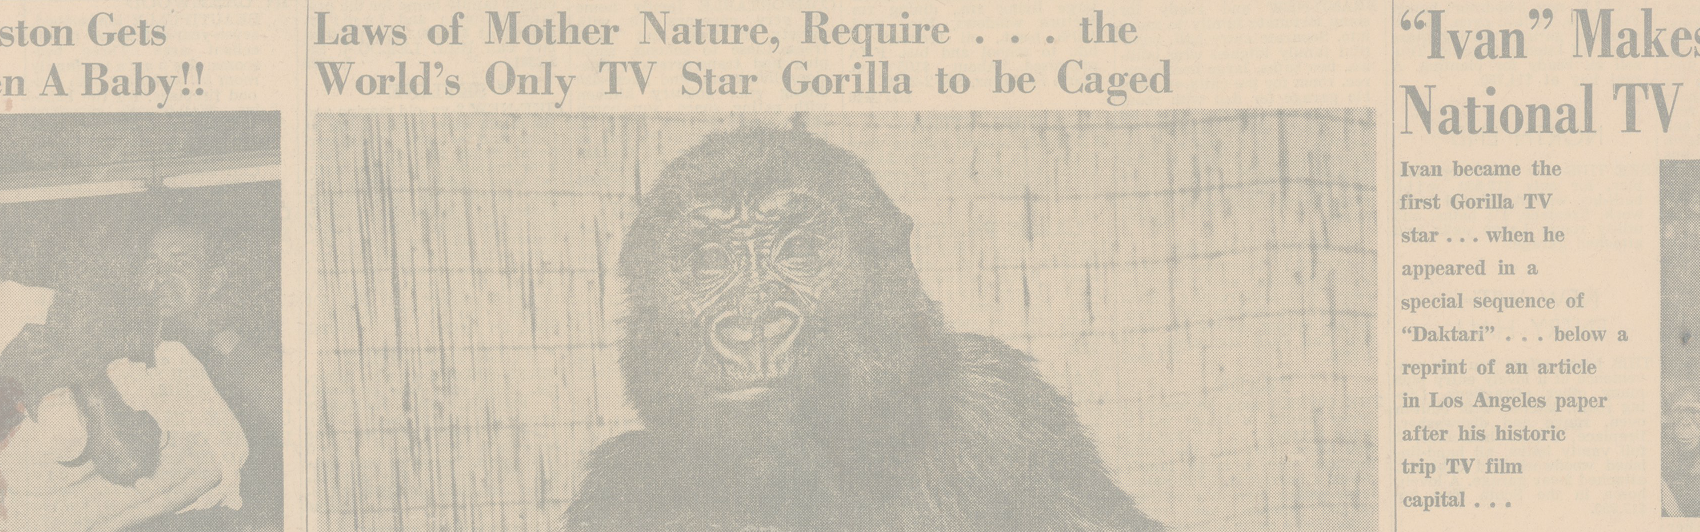 ston Gets
en A Baby!!
Laws of Mother Nature, Require . . . the
World's Only TV Star Gorilla to be Caged
“Ivan” Makes
National TV
Ivan became the
first Gorilla TV
star . . . when he
appeared in a
special sequence of
“Daktari” . . . below a
reprint of an article
in Los Angeles paper
after his historic
trip TV film
capital . . .